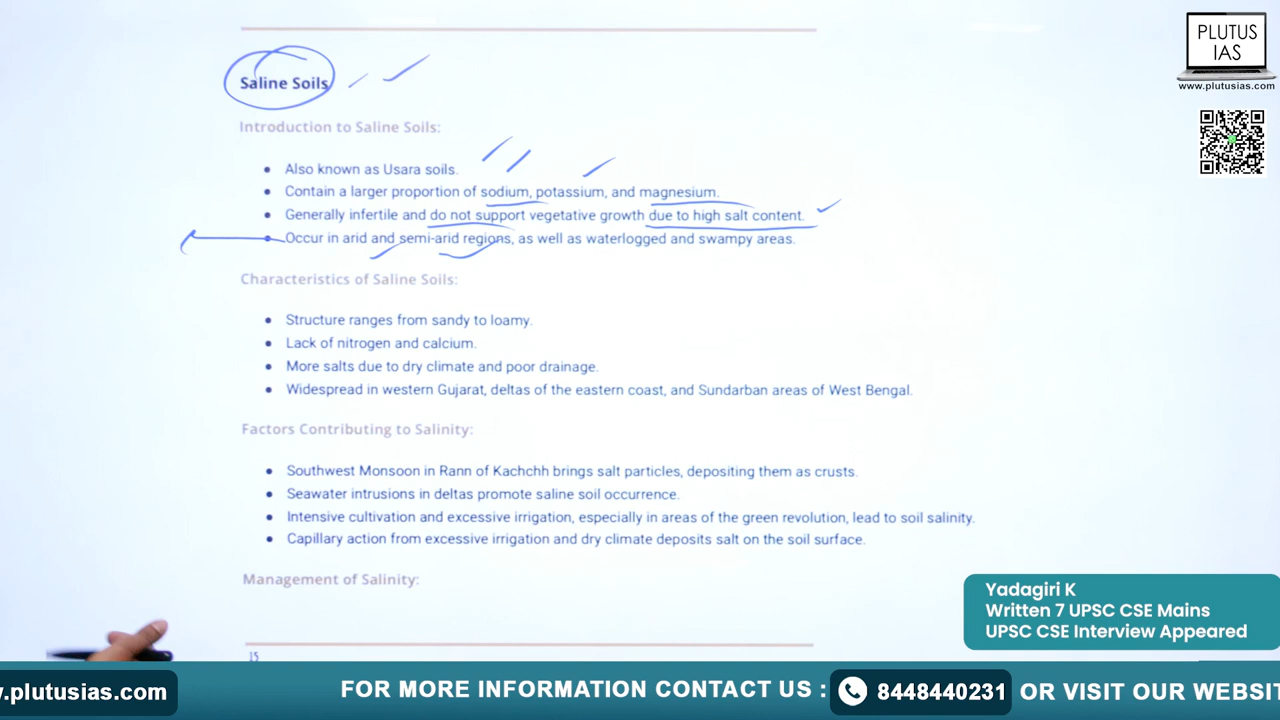 PLUTUS
IAS
www.plutusias.com
Saline Soils
Introduction to Saline Soils:
Also known as Usara soils.
Contain a larger proportion of sodium, potassium, and magnesium.
Generally infertile and do not support vegetative growth due to high salt content.
Occur in arid and semi-arid regions, as well as waterlogged and swampy areas.
Characteristics of Saline Soils:
Structure ranges from sandy to loamy.
Lack of nitrogen and calcium.
More salts due to dry climate and poor drainage.
Widespread in western Gujarat, deltas of the eastern coast, and Sundarban areas of West Bengal.
Factors Contributing to Salinity:
Southwest Monsoon in Rann of Kachchh brings salt particles, depositing them as crusts.
Seawater intrusions in deltas promote saline soil occurrence.
Intensive cultivation and excessive irrigation, especially in areas of the green revolution, lead to soil salinity.
Capillary action from excessive irrigation and dry climate deposits salt on the soil surface.
Management of Salinity:
15
Yadagiri K
Written 7 UPSC CSE Mains
UPSC CSE Interview Appeared
w.plutusias.com FOR MORE INFORMATION CONTACT US : 8448440231 OR VISIT OUR WEBSIT